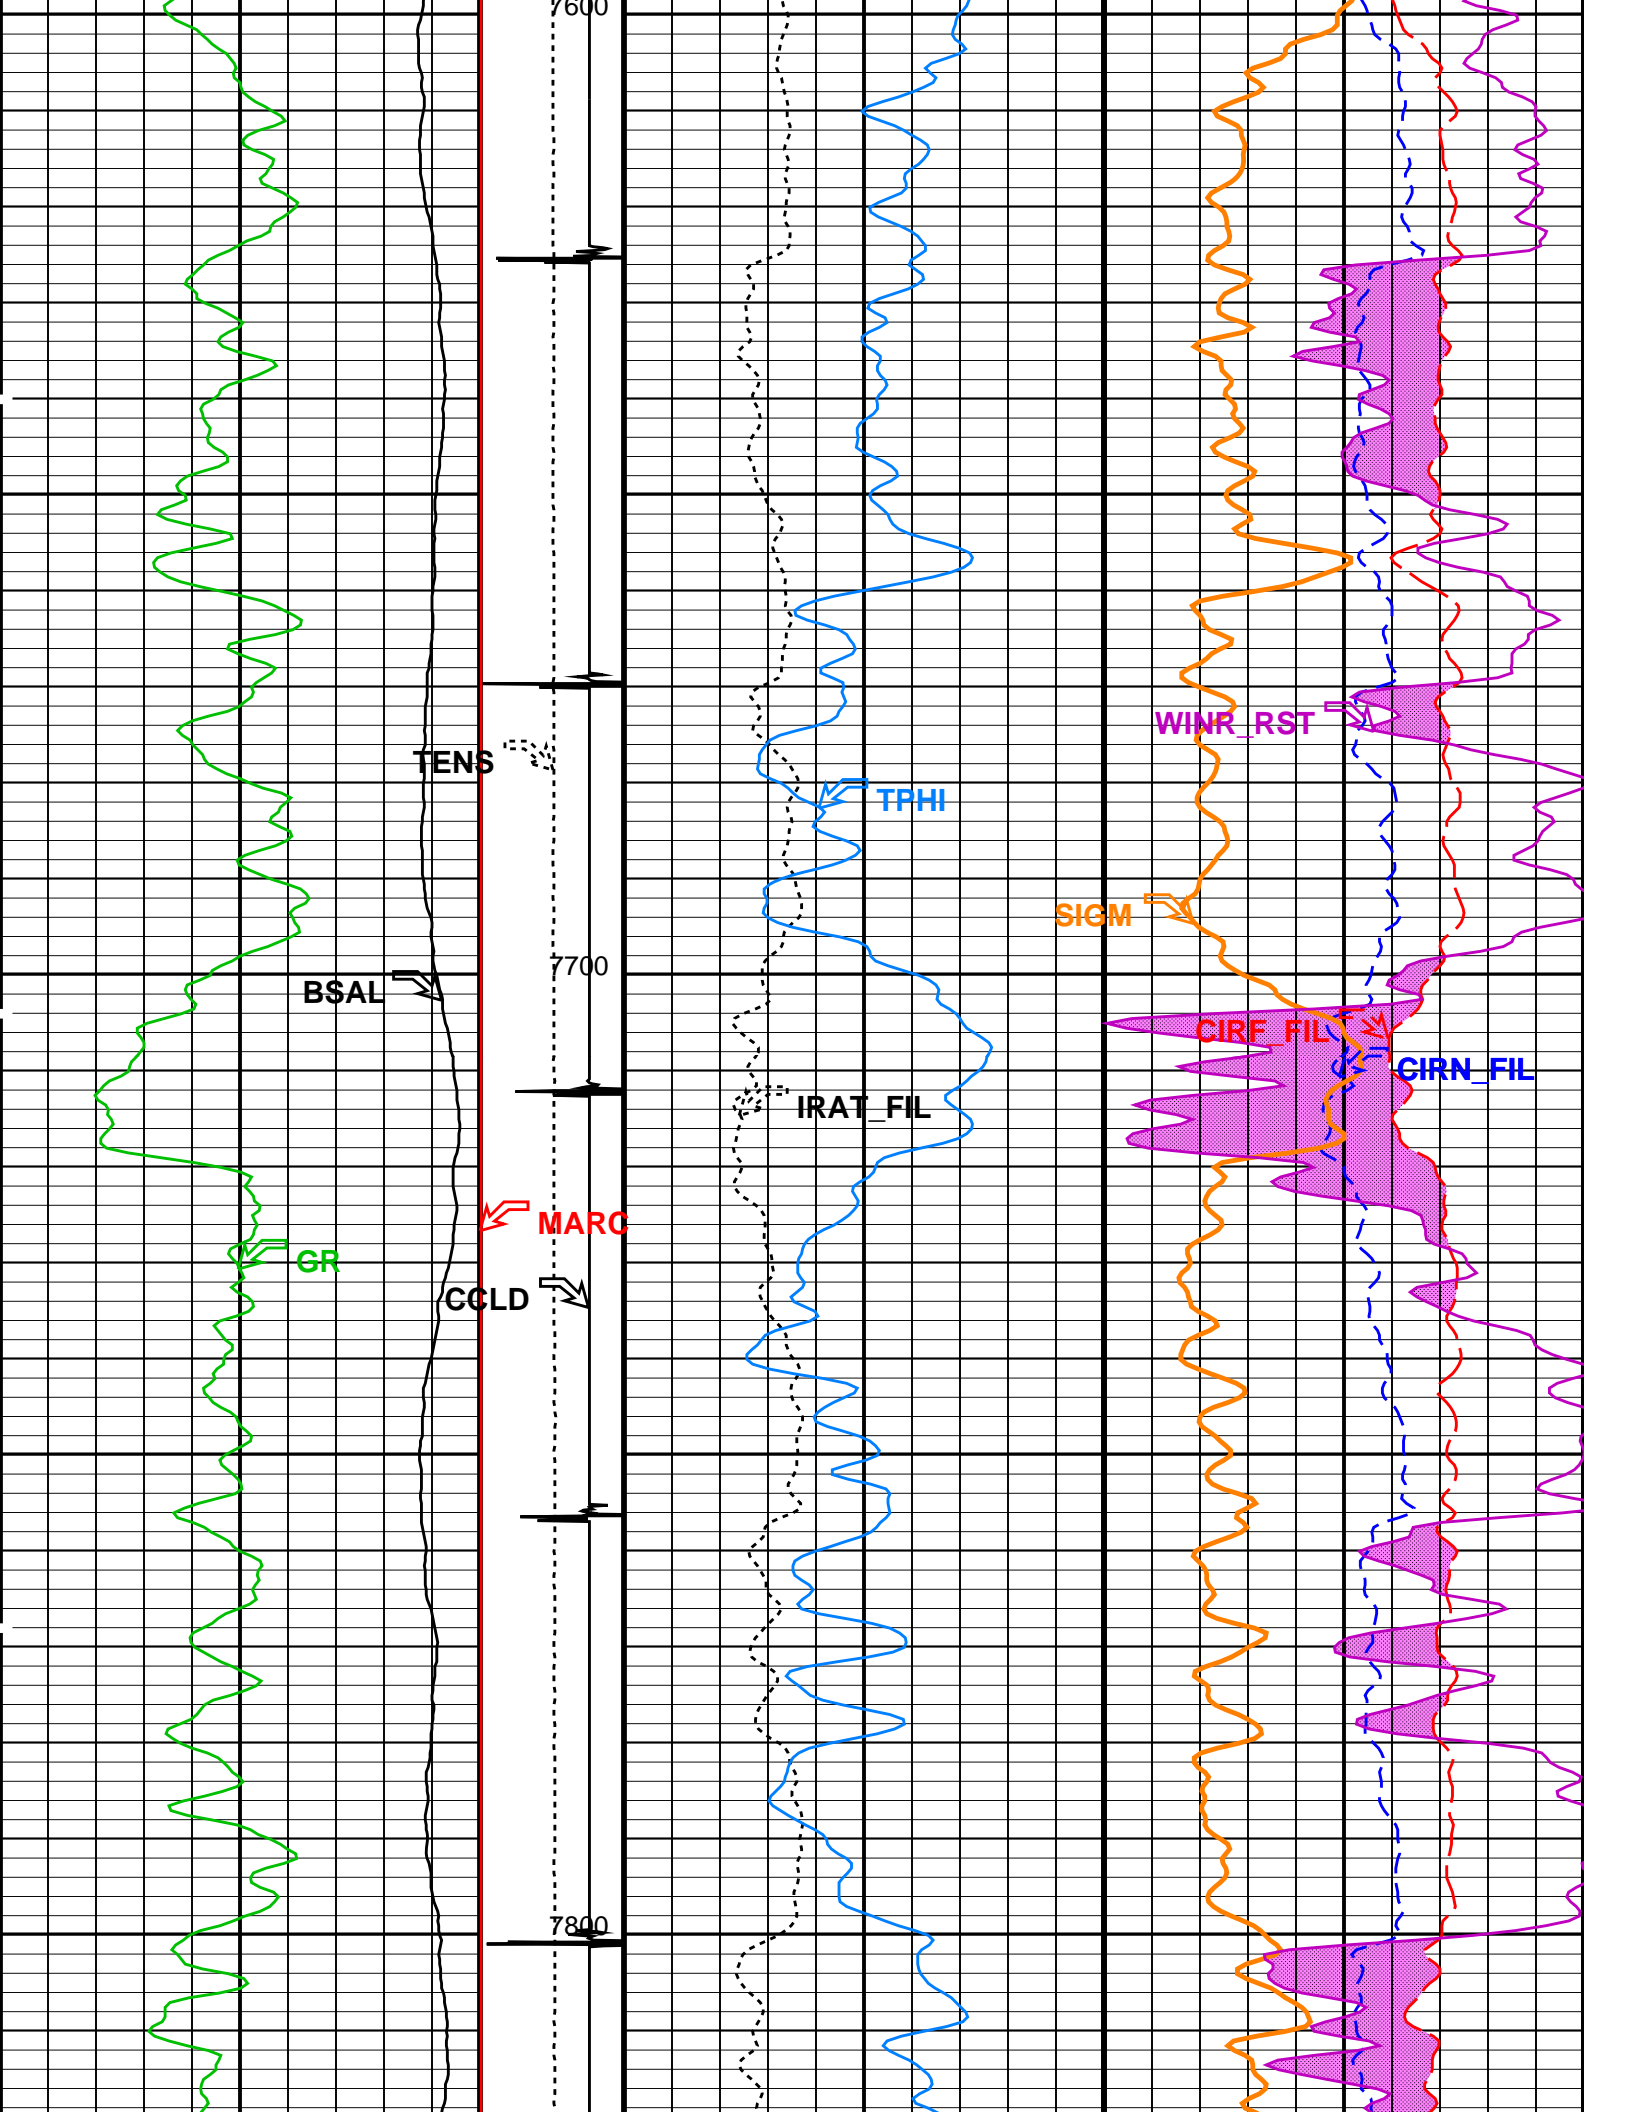 7600
WINR_RST
TENS
TPHI
SIGM
7700
BSAL
CIRF_FIL
CIRN_FIL
IRAT_FIL
MARC
GR
CCLD
7800